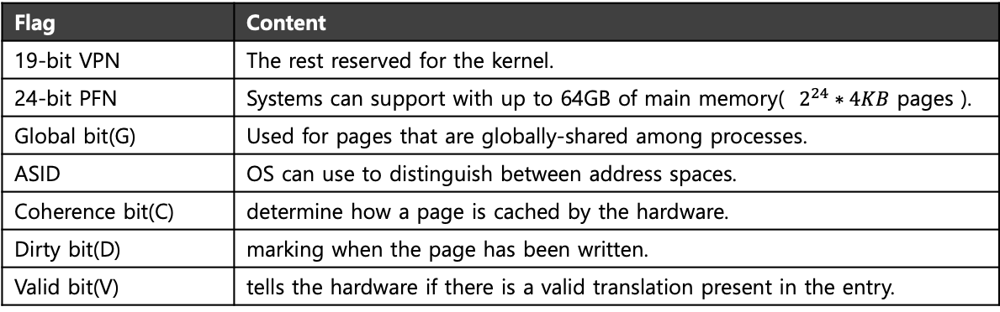 Flag Content
19-bit VPN The rest reserved for the kernel.
24-bit PFN Systems can support with up to 64GB of main memory( 2^24 * 4KB pages ).
Global bit(G) Used for pages that are globally-shared among processes.
ASID OS can use to distinguish between address spaces.
Coherence bit(C) determine how a page is cached by the hardware.
Dirty bit(D) marking when the page has been written.
Valid bit(V) tells the hardware if there is a valid translation present in the entry.